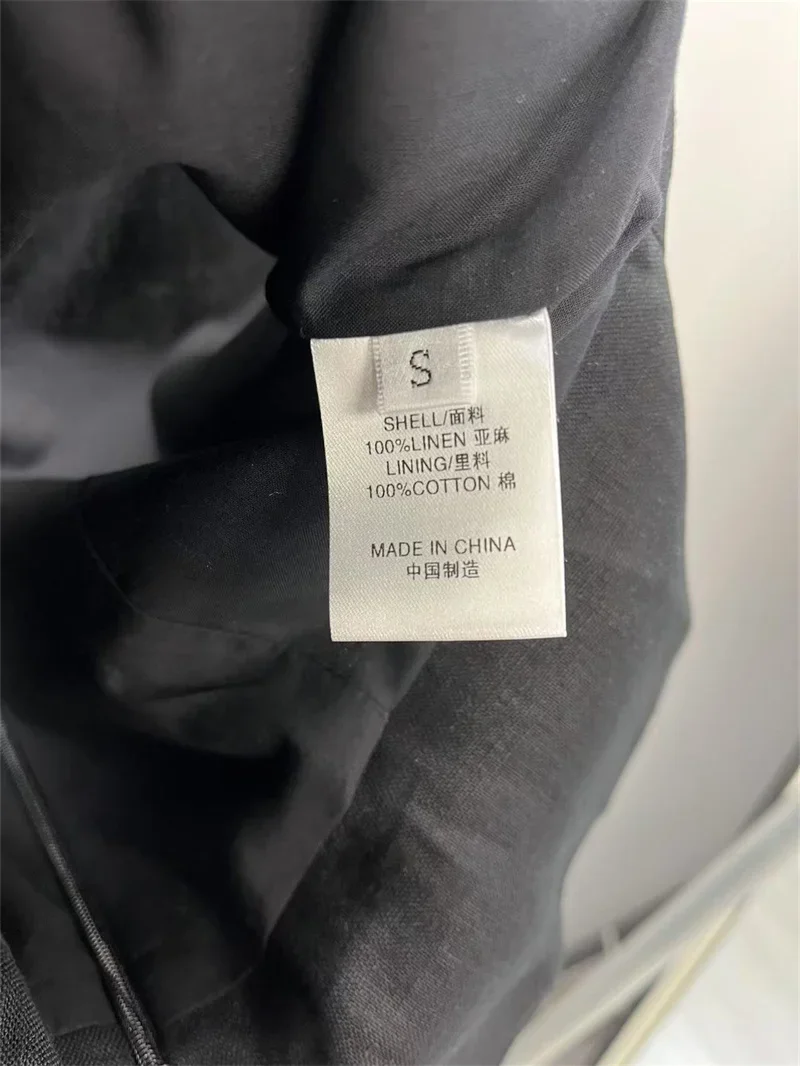 S
SHELL/面料
100%LINEN 亚麻
LINING/里料
100%COTTON 棉
MADE IN CHINA
中国制造